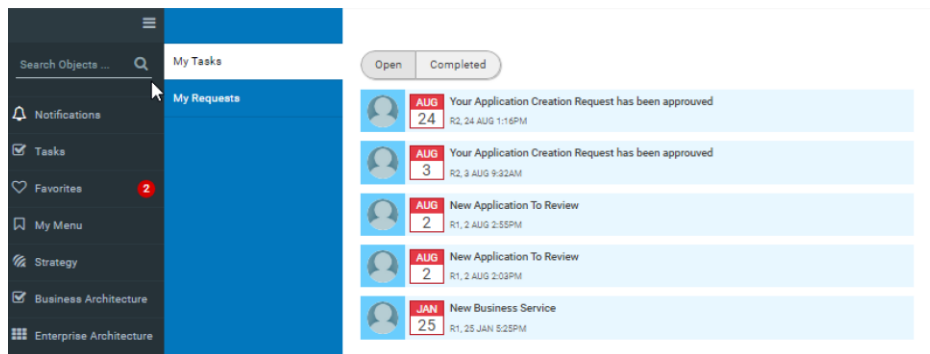 Search Objects ...
Notifications
Tasks
Favorites
2
My Menu
Strategy
Business Architecture
Enterprise Architecture
My Tasks
My Requests
Open
Completed
AUG
24
Your Application Creation Request has been approuved
R2, 24 AUG 1:16PM
AUG
3
Your Application Creation Request has been approuved
R2, 3 AUG 9:32AM
AUG
2
New Application To Review
R1, 2 AUG 2:55PM
AUG
2
New Application To Review
R1, 2 AUG 2:03PM
JAN
25
New Business Service
R1, 25 JAN 5:25PM